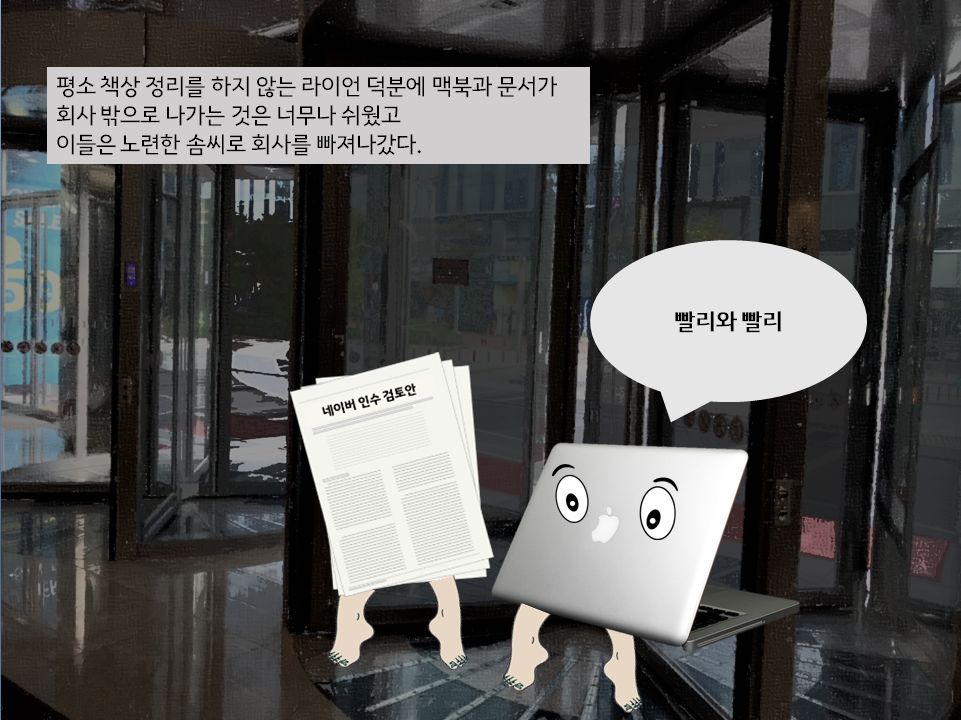 평소 책상 정리를 하지 않는 라이언 덕분에 맥북과 문서가
회사 밖으로 나가는 것은 너무나 쉬웠고
이들은 노련한 솜씨로 회사를 빠져나갔다.
빨리와 빨리
네이버 인수 검토안